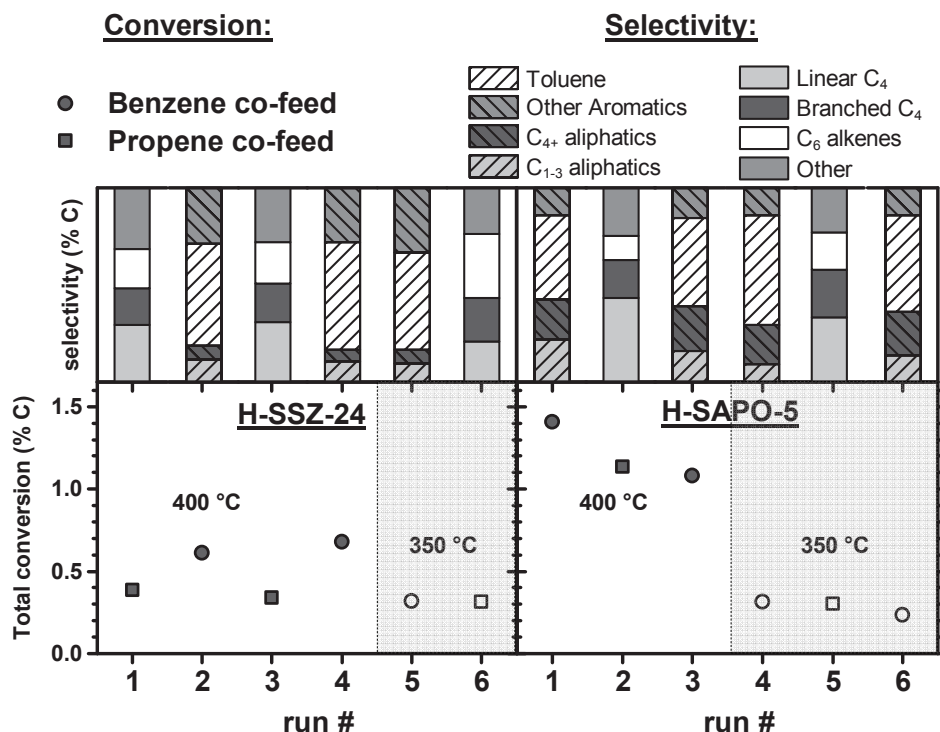 Conversion:
Selectivity:
Benzene co-feed
Propene co-feed
Toluene
Other Aromatics
C₄₊ aliphatics
C₁₋₃ aliphatics
Linear C₄
Branched C₄
C₆ alkenes
Other
selectivity (% C)
H-SSZ-24
H-SAPO-5
400 °C
350 °C
400 °C
350 °C
Total conversion (% C)
1.5
1.0
0.5
0.0
1 2 3 4 5 6
1 2 3 4 5 6
run #
run #